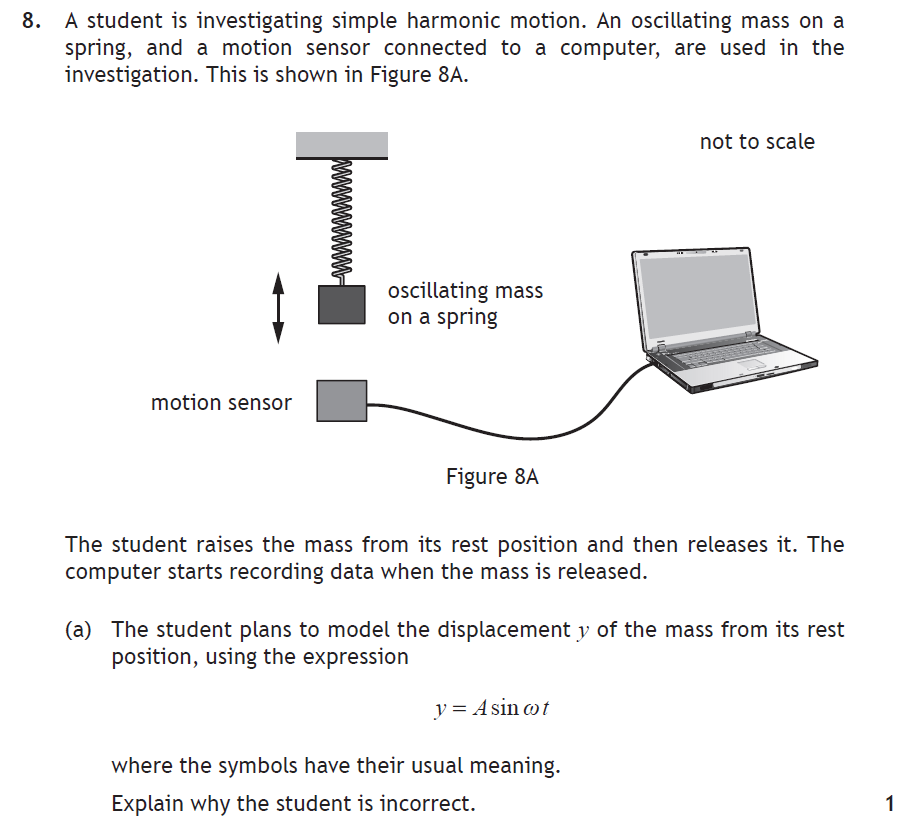 8. A student is investigating simple harmonic motion. An oscillating mass on a
spring, and a motion sensor connected to a computer, are used in the
investigation. This is shown in Figure 8A.
not to scale
oscillating mass
on a spring
motion sensor
Figure 8A
The student raises the mass from its rest position and then releases it. The
computer starts recording data when the mass is released.
(a) The student plans to model the displacement y of the mass from its rest
position, using the expression
y = A sin ωt
where the symbols have their usual meaning.
Explain why the student is incorrect. 1